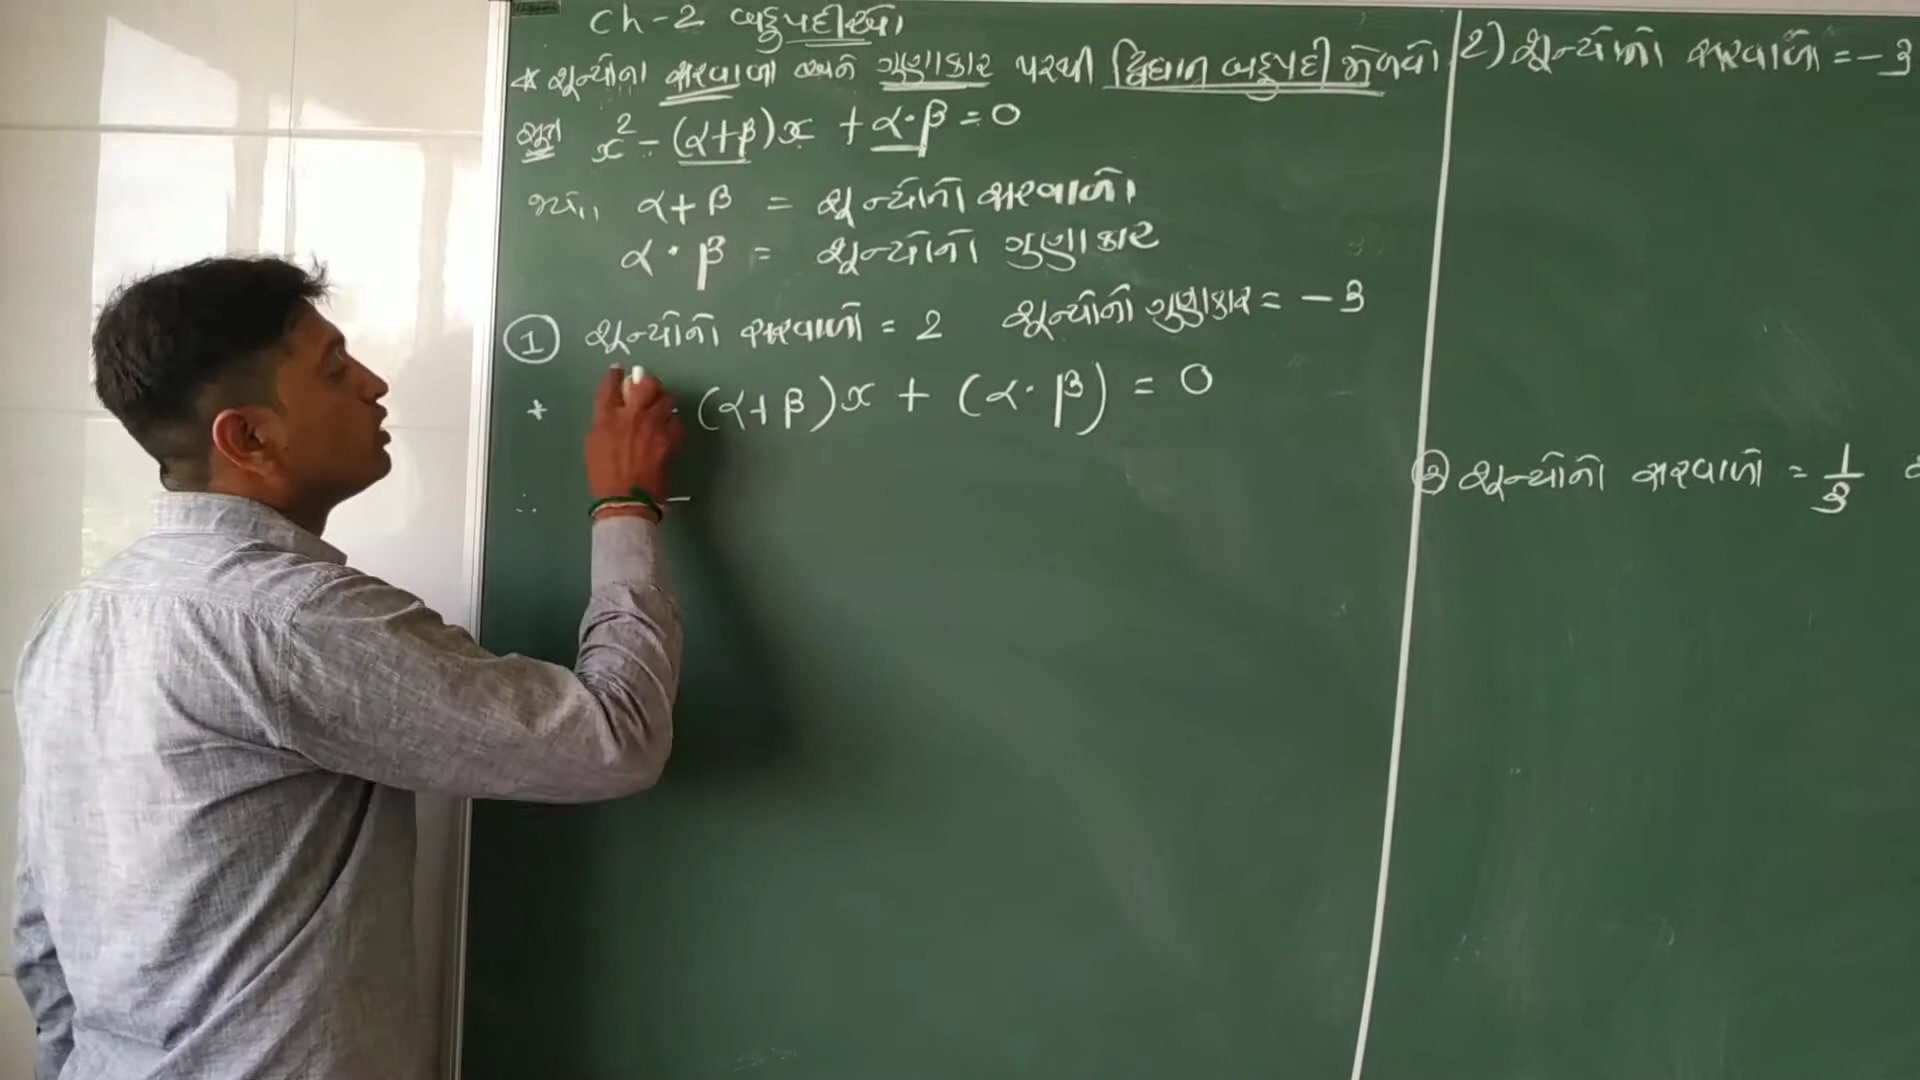 Ch-2 બહુપદીઓ
* શૂન્યોના સરવાળા અને ગુણાકાર પરથી દ્વિઘાત બહુપદી મેળવો.
સૂત્ર x² - (α+β)x + α·β = 0
જ્યાં, α+β = શૂન્યોનો સરવાળો
α · β = શૂન્યોનો ગુણાકાર
① શૂન્યોનો સરવાળો = 2 શૂન્યોનો ગુણાકાર = -૩
* (α+β)x + (α·β) = 0
∴ -
2) શૂન્યોનો સરવાળો = -૩
③ શૂન્યોનો સરવાળો = 1/૩